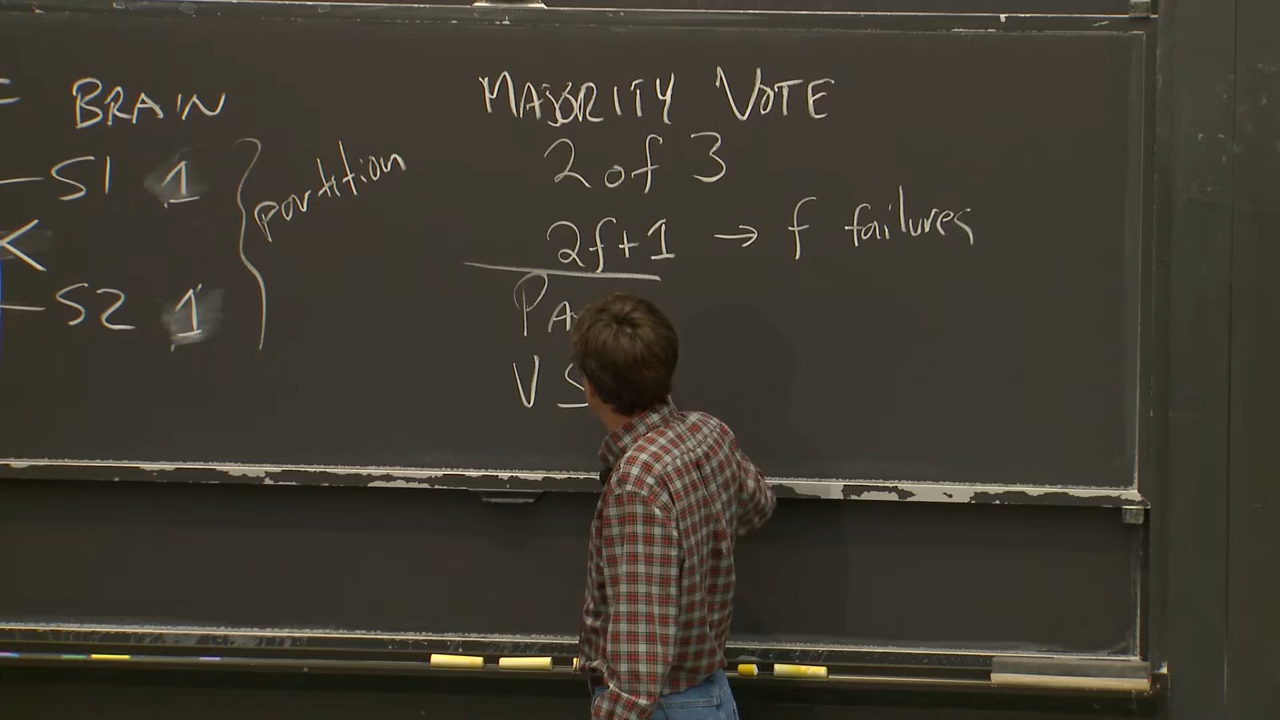 BRAIN
S1 1
S2 1
partition
MAJORITY VOTE
2 of 3
2f+1 → f failures